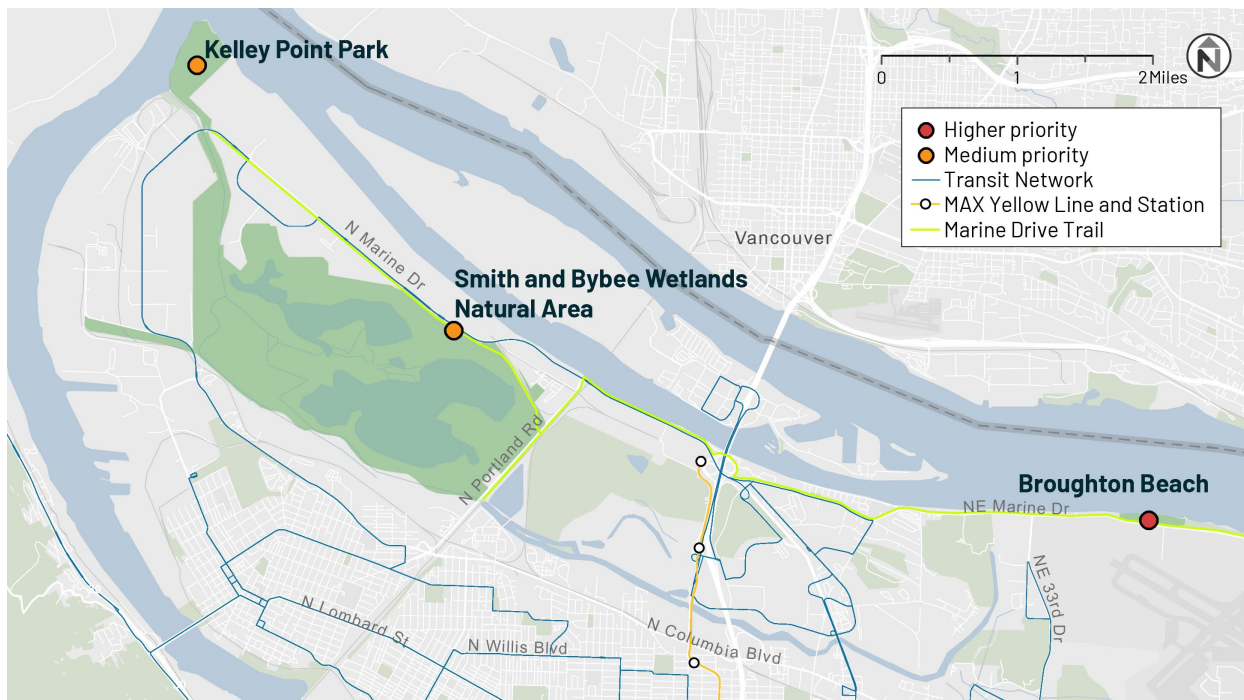 Kelley Point Park
N
0 1 2 Miles
Higher priority
Medium priority
Transit Network
MAX Yellow Line and Station
Marine Drive Trail
Vancouver
N Marine Dr
Smith and Bybee Wetlands
Natural Area
N Portland Rd
Broughton Beach
NE Marine Dr
NE 33rd Dr
N Lombard St
N Willis Blvd
N Columbia Blvd